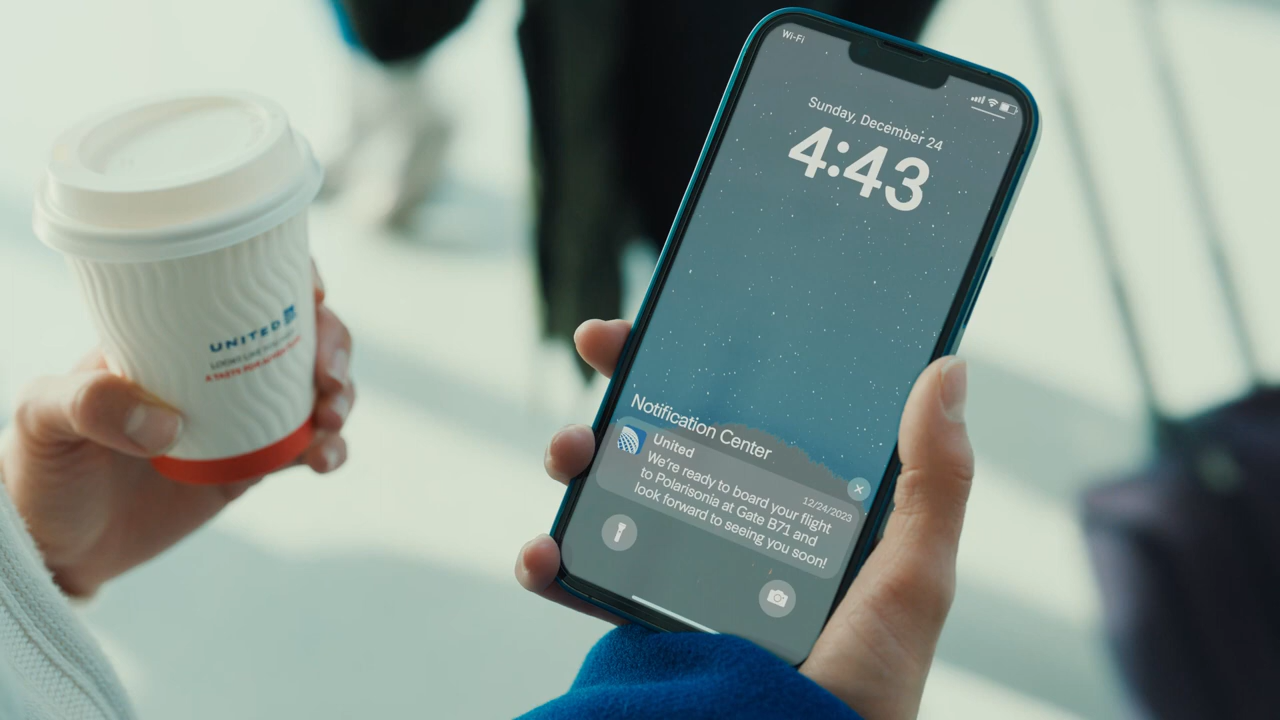 UNITED
Wi-Fi
Sunday, December 24
4:43
Notification Center
United
12/24/2023
We're ready to board your flight
to Polarisonia at Gate B71 and
look forward to seeing you soon!